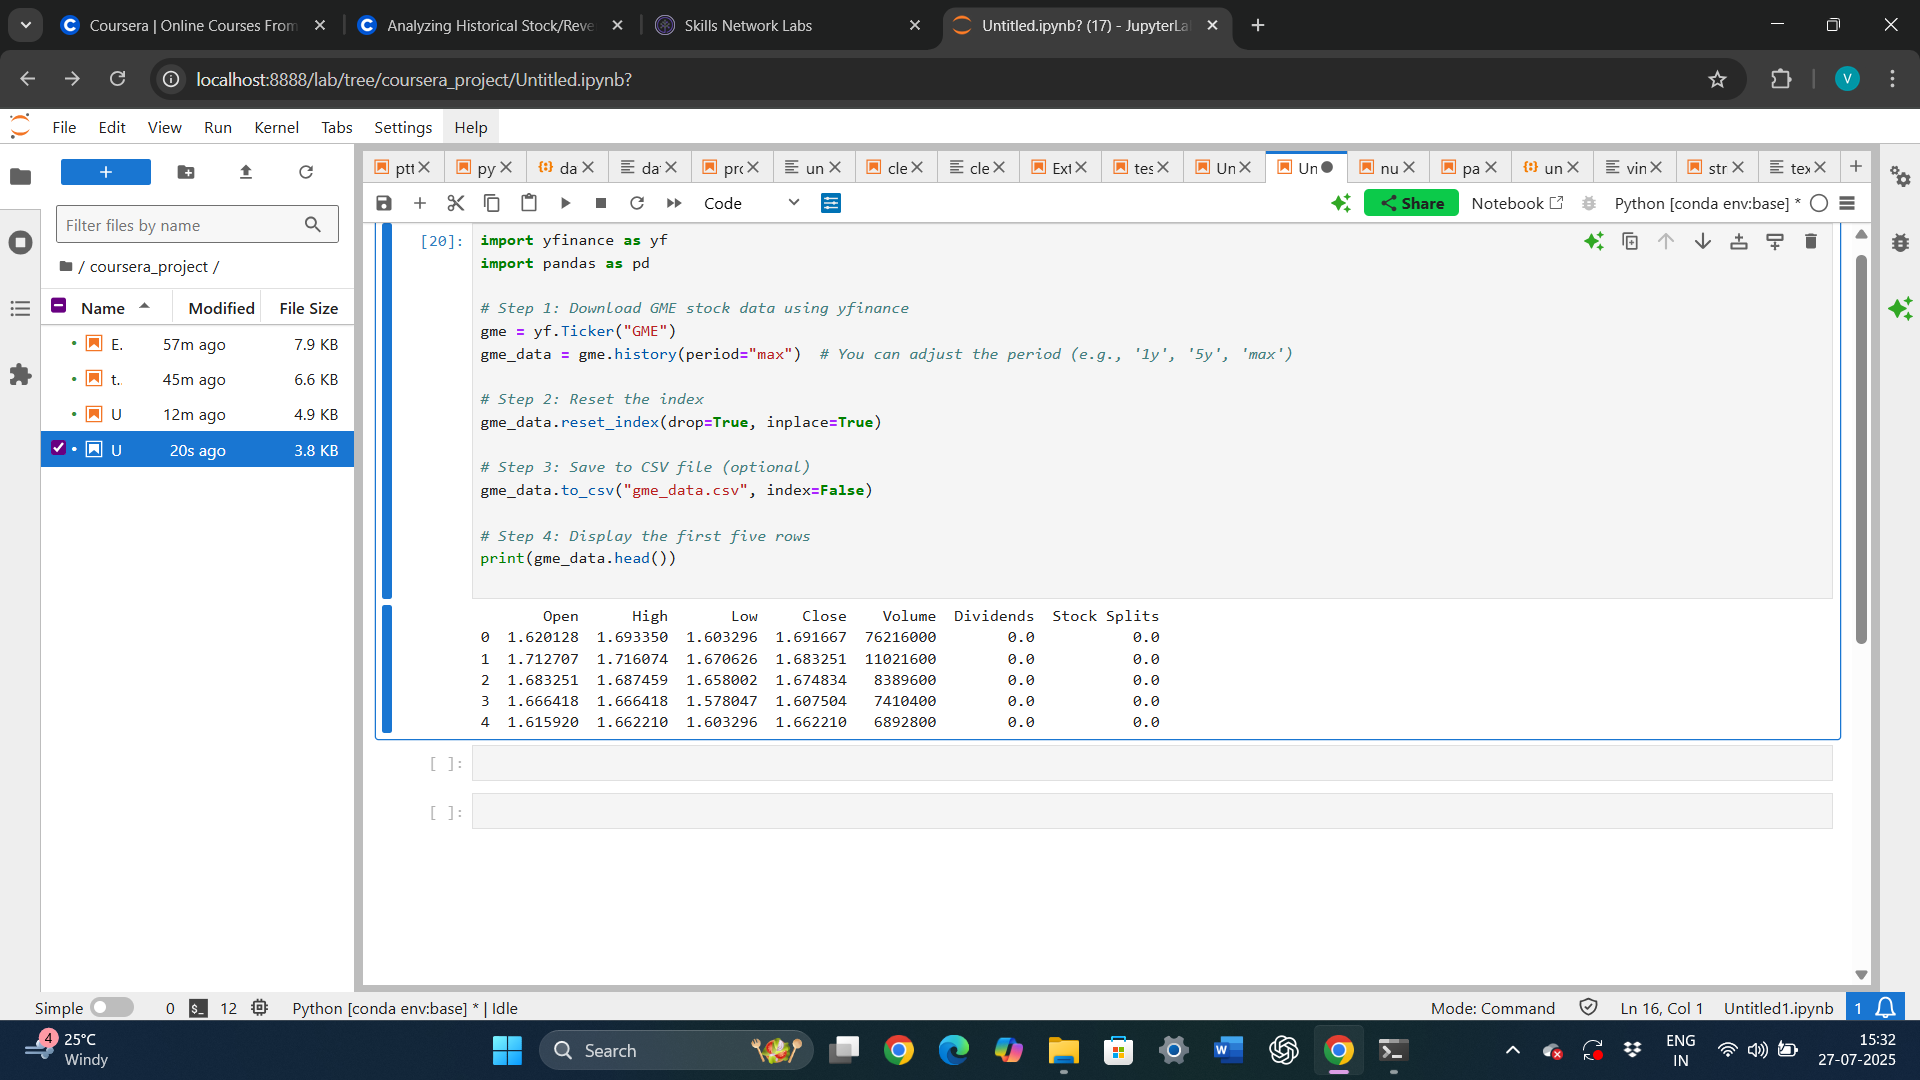 Coursera | Online Courses From
Analyzing Historical Stock/Reve
Skills Network Labs
Untitled.ipynb? (17) - JupyterLa
localhost:8888/lab/tree/coursera_project/Untitled.ipynb?
V
File Edit View Run Kernel Tabs Settings Help
ptt py da da pro un cle cle Ext tes Un Un nu pa un vin str tex
Code
Share
Notebook
Python [conda env:base] *
Filter files by name
/ coursera_project /
Name Modified File Size
E. 57m ago 7.9 KB
t. 45m ago 6.6 KB
U 12m ago 4.9 KB
U 20s ago 3.8 KB
[20]: import yfinance as yf
import pandas as pd
# Step 1: Download GME stock data using yfinance
gme = yf.Ticker("GME")
gme_data = gme.history(period="max")  # You can adjust the period (e.g., '1y', '5y', 'max')
# Step 2: Reset the index
gme_data.reset_index(drop=True, inplace=True)
# Step 3: Save to CSV file (optional)
gme_data.to_csv("gme_data.csv", index=False)
# Step 4: Display the first five rows
print(gme_data.head())
Open High Low Close Volume Dividends Stock Splits
0 1.620128 1.693350 1.603296 1.691667 76216000 0.0 0.0
1 1.712707 1.716074 1.670626 1.683251 11021600 0.0 0.0
2 1.683251 1.687459 1.658002 1.674834 8389600 0.0 0.0
3 1.666418 1.666418 1.578047 1.607504 7410400 0.0 0.0
4 1.615920 1.662210 1.603296 1.662210 6892800 0.0 0.0
[ ]:
[ ]:
Simple 0 $_ 12 Python [conda env:base] * | Idle
Mode: Command Ln 16, Col 1 Untitled1.ipynb 1
4 25°C
Windy
Search
ENG
IN
15:32
27-07-2025